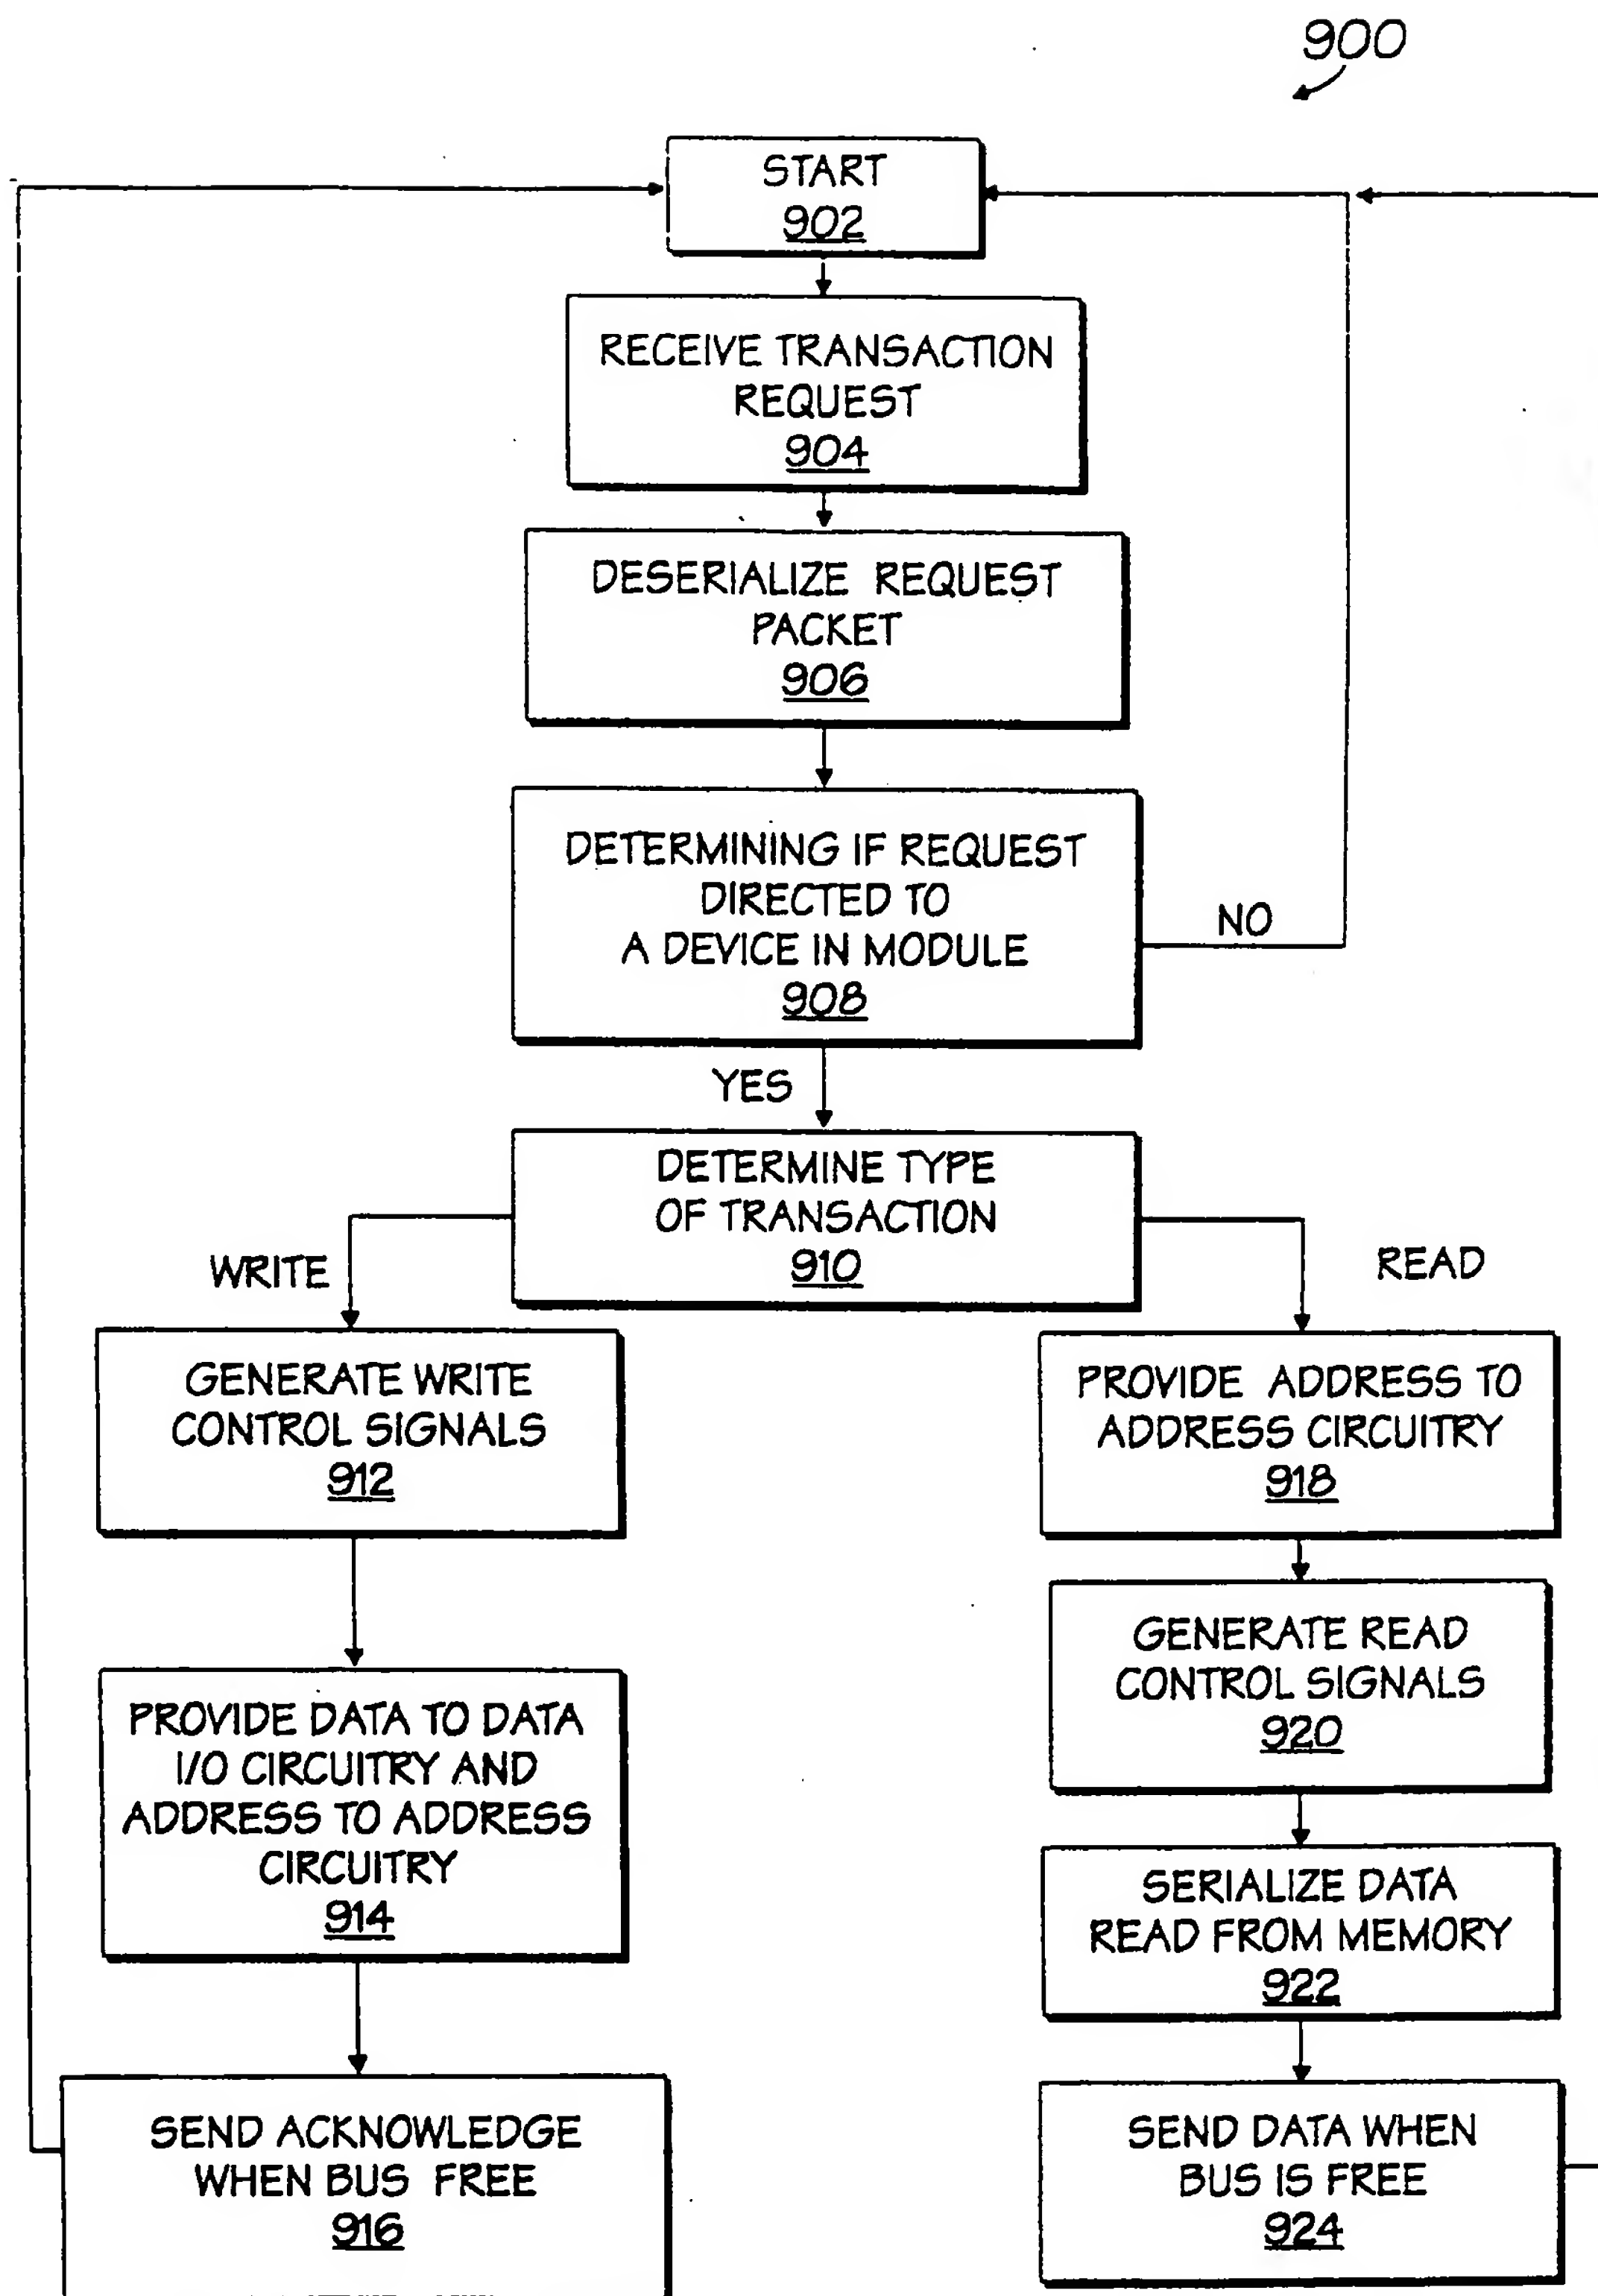 900
START
902
RECEIVE TRANSACTION
REQUEST
904
DESERIALIZE REQUEST
PACKET
906
DETERMINING IF REQUEST
DIRECTED TO
A DEVICE IN MODULE
908
NO
YES
DETERMINE TYPE
OF TRANSACTION
910
WRITE
READ
GENERATE WRITE
CONTROL SIGNALS
912
PROVIDE DATA TO DATA
I/O CIRCUITRY AND
ADDRESS TO ADDRESS
CIRCUITRY
914
SEND ACKNOWLEDGE
WHEN BUS FREE
916
PROVIDE ADDRESS TO
ADDRESS CIRCUITRY
918
GENERATE READ
CONTROL SIGNALS
920
SERIALIZE DATA
READ FROM MEMORY
922
SEND DATA WHEN
BUS IS FREE
924